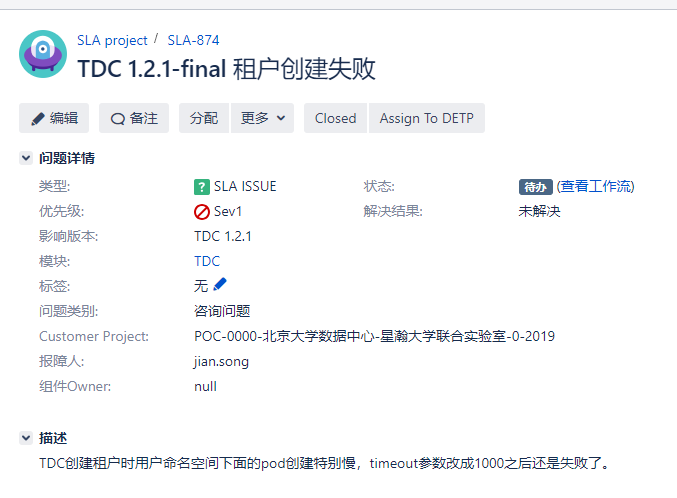 SLA project / SLA-874
TDC 1.2.1-final 租户创建失败
编辑 备注 分配 更多 Closed Assign To DETP
问题详情
类型: SLA ISSUE 状态: 待办 (查看工作流)
优先级: Sev1 解决结果: 未解决
影响版本: TDC 1.2.1
模块: TDC
标签: 无
问题类别: 咨询问题
Customer Project: POC-0000-北京大学数据中心-星瀚大学联合实验室-0-2019
报障人: jian.song
组件Owner: null
描述
TDC创建租户时用户命名空间下面的pod创建特别慢，timeout参数改成1000之后还是失败了。